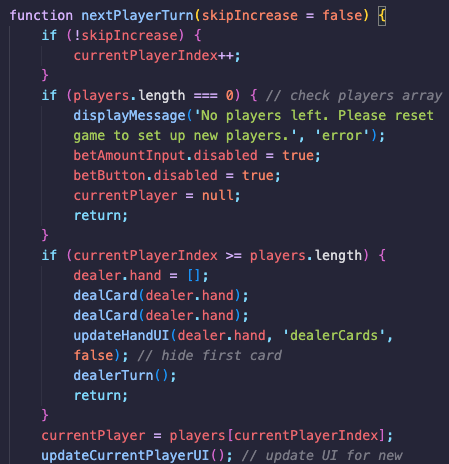 function nextPlayerTurn(skipIncrease = false) {
if (!skipIncrease) {
currentPlayerIndex++;
}
if (players.length === 0) { // check players array
displayMessage('No players left. Please reset
game to set up new players.', 'error');
betAmountInput.disabled = true;
betButton.disabled = true;
currentPlayer = null;
return;
}
if (currentPlayerIndex >= players.length) {
dealer.hand = [];
dealCard(dealer.hand);
dealCard(dealer.hand);
updateHandUI(dealer.hand, 'dealerCards',
false); // hide first card
dealerTurn();
return;
}
currentPlayer = players[currentPlayerIndex];
updateCurrentPlayerUI(); // update UI for new